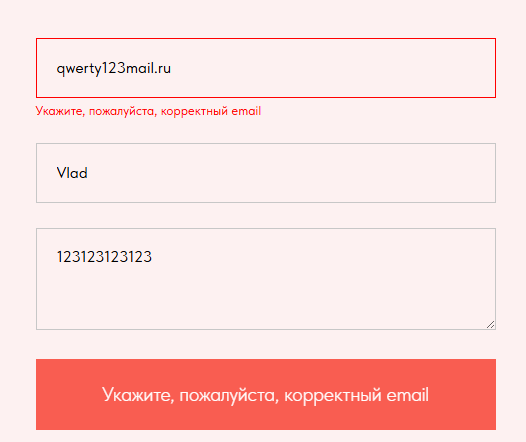 qwerty123mail.ru
Укажите, пожалуйста, корректный email
Vlad
123123123123
Укажите, пожалуйста, корректный email